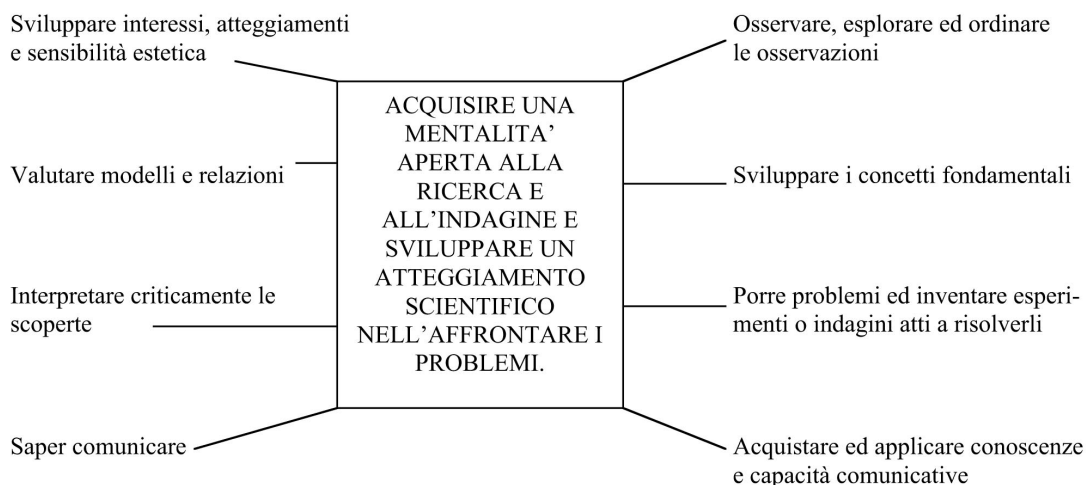 Sviluppare interessi, atteggiamenti
e sensibilità estetica
Valutare modelli e relazioni
Interpretare criticamente le
scoperte
Saper comunicare
ACQUISIRE UNA
MENTALITA’
APERTA ALLA
RICERCA E
ALL’INDAGINE E
SVILUPPARE UN
ATTEGGIAMENTO
SCIENTIFICO
NELL’AFFRONTARE I
PROBLEMI.
Osservare, esplorare ed ordinare
le osservazioni
Sviluppare i concetti fondamentali
Porre problemi ed inventare esperi-
menti o indagini atti a risolverli
Acquistare ed applicare conoscenze
e capacità comunicative